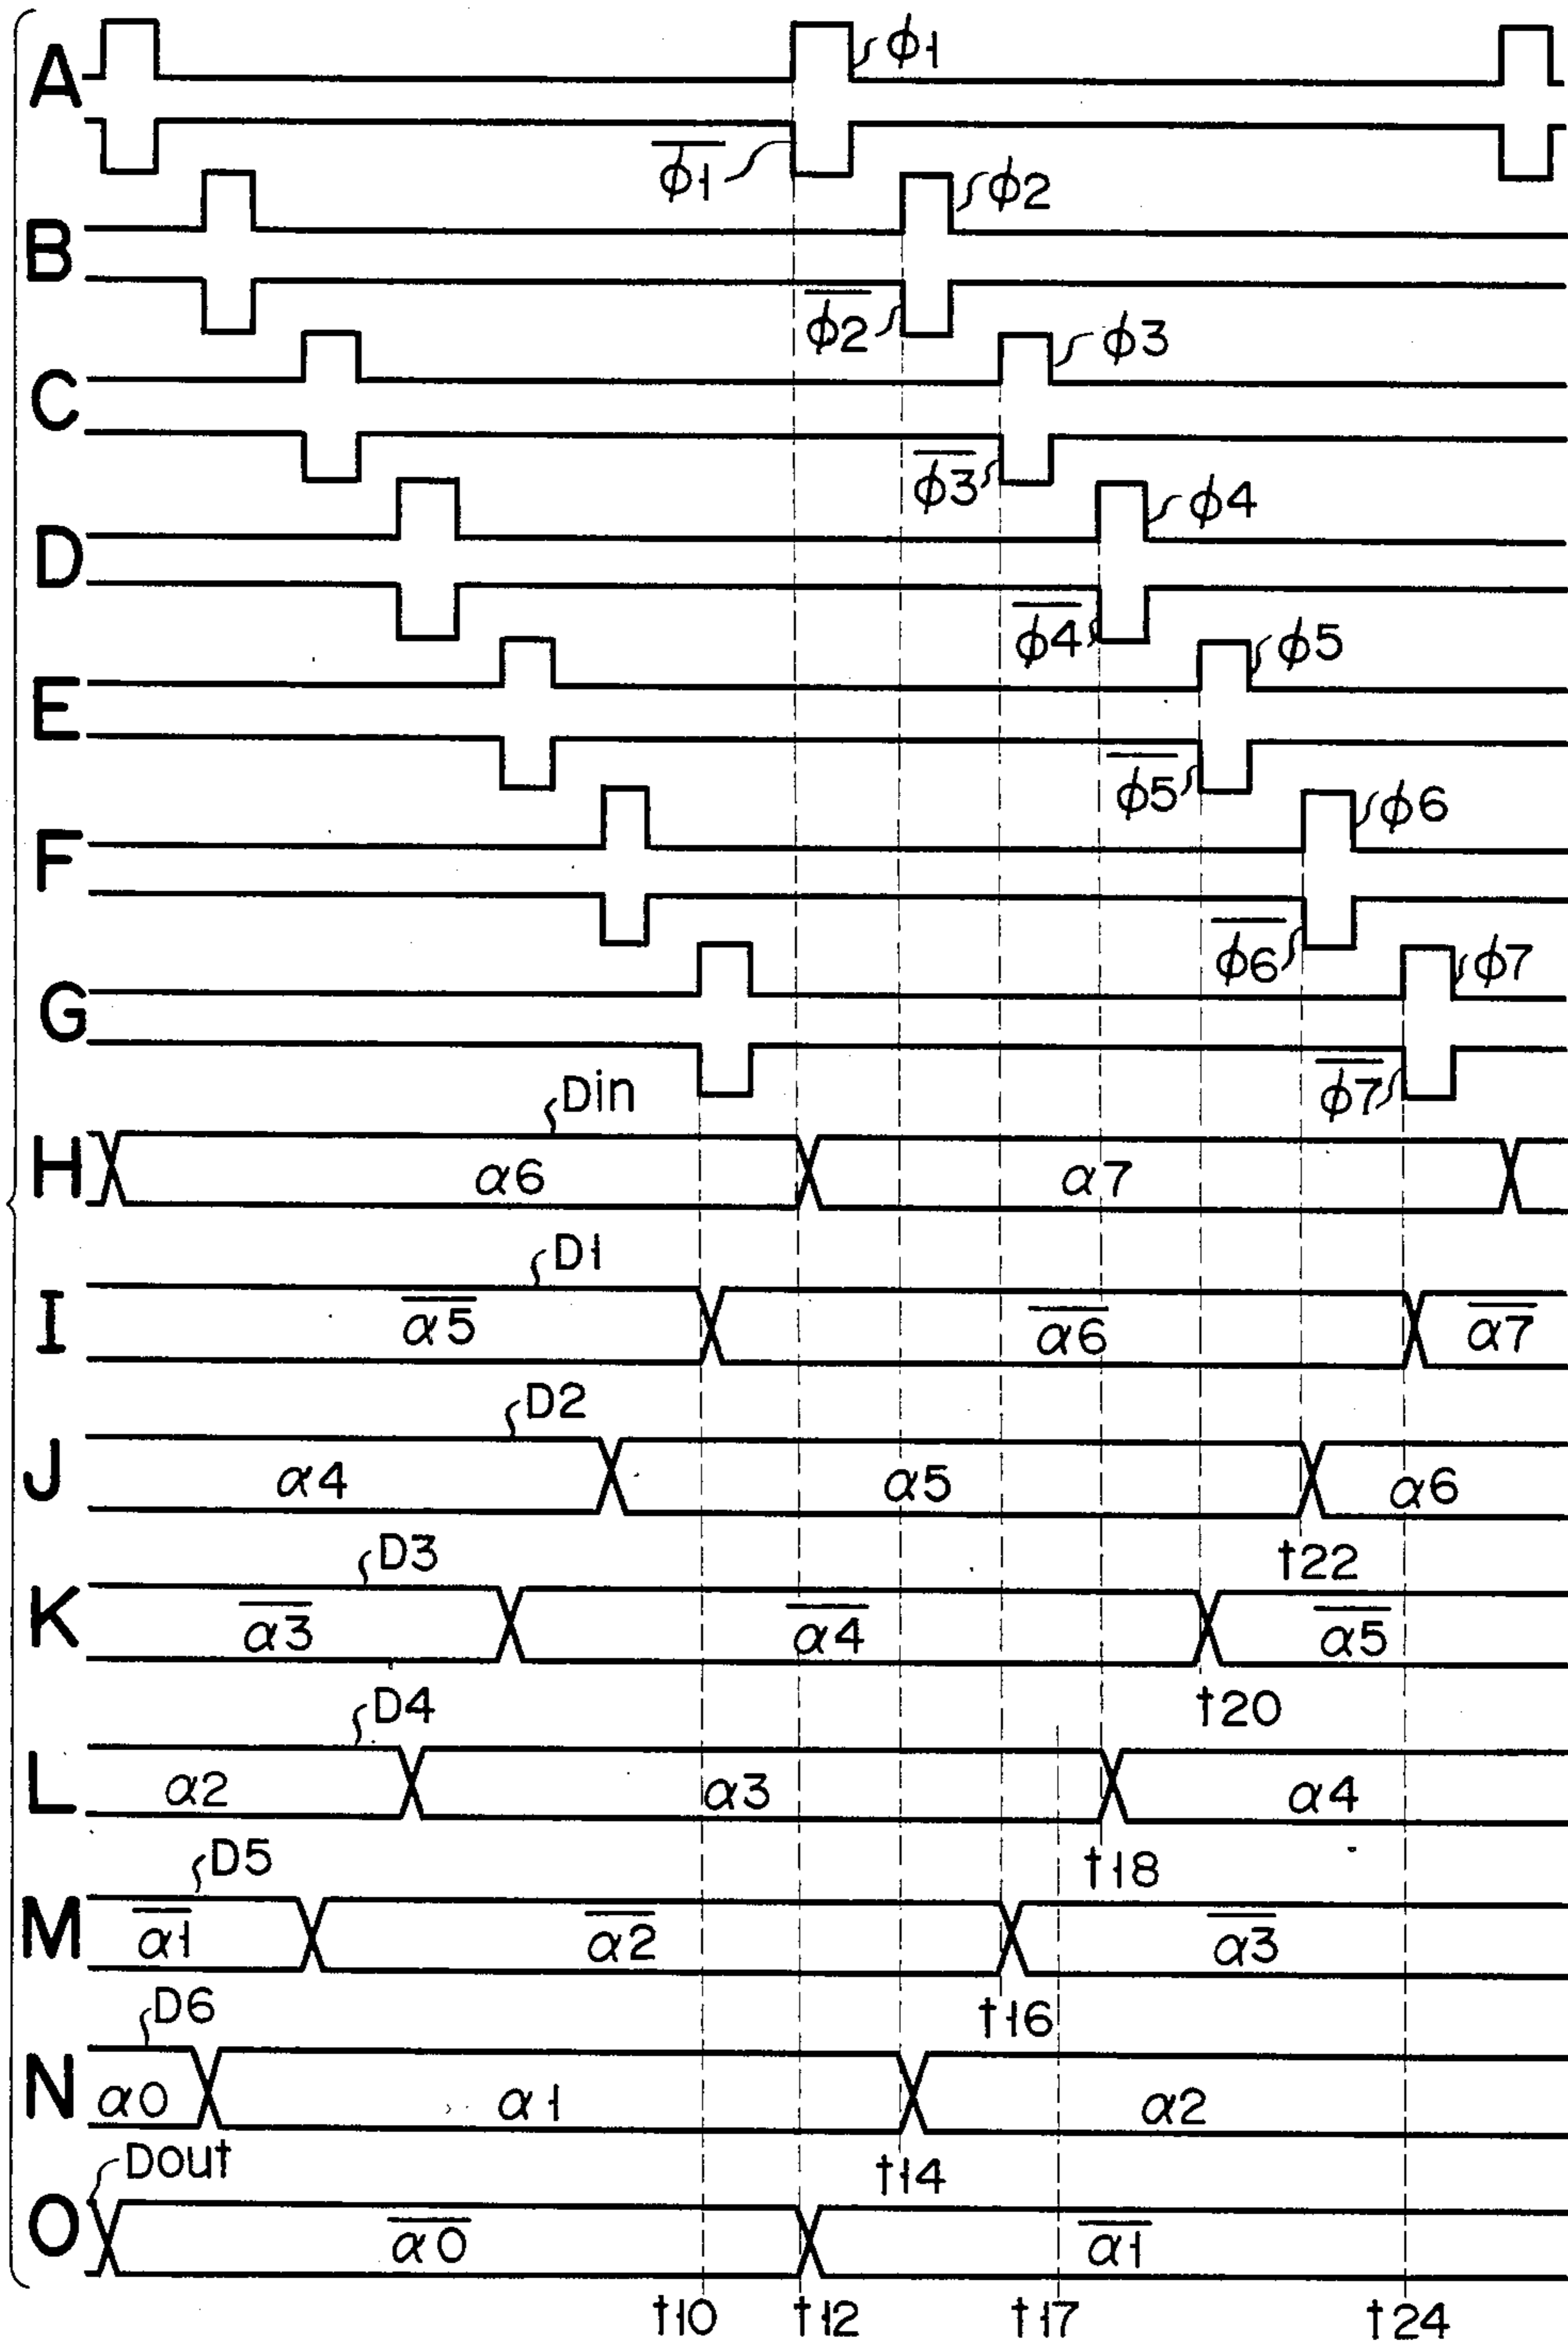 A
ϕ1
ϕ1̅
B
ϕ2
ϕ2̅
C
ϕ3
ϕ3̅
D
ϕ4
ϕ4̅
E
ϕ5
ϕ5̅
F
ϕ6
ϕ6̅
G
ϕ7
ϕ7̅
Din
H α6 α7
D1
I α5̅ α6̅ α7̅
D2
J α4 α5 α6
t22
D3
K α3̅ α4̅ α5̅
t20
D4
L α2 α3 α4
t18
D5
M α1̅ α2̅ α3̅
t16
D6
N α0 α1 α2
t14
Dout
O α0̅ α1̅
t10 t12 t17 t24